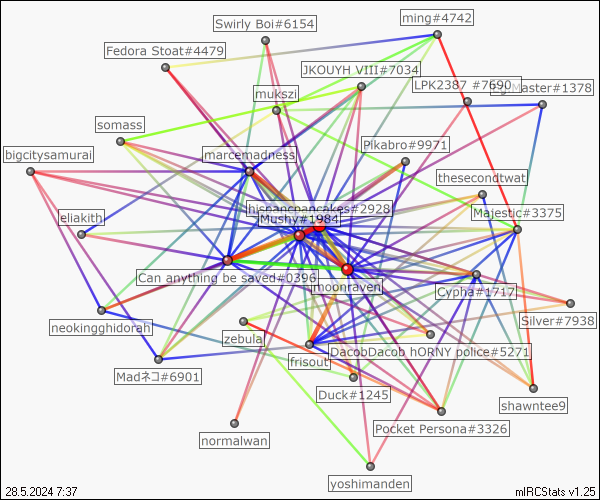 ming#4742
Swirly Boi#6154
Fedora Stoat#4479
JKOUYH VIII#7034
LPK2387 #7690
Master#1378
mukszi
somass
Pikabro#9971
bigcitysamurai
marcemadness
thesecondtwat
hispanicpancakes#2928
Majestic#3375
eliakith
Mushy#1984
Can anything be saved#0396
moonraven
Cypha#1717
neokingghidorah
Silver#7938
zebula
DacobDacob hORNY police#5271
frisout
Madネコ#6901
Duck#1245
shawntee9
Pocket Persona#3326
normalwan
yoshimanden
28.5.2024 7:37
mIRCStats v1.25